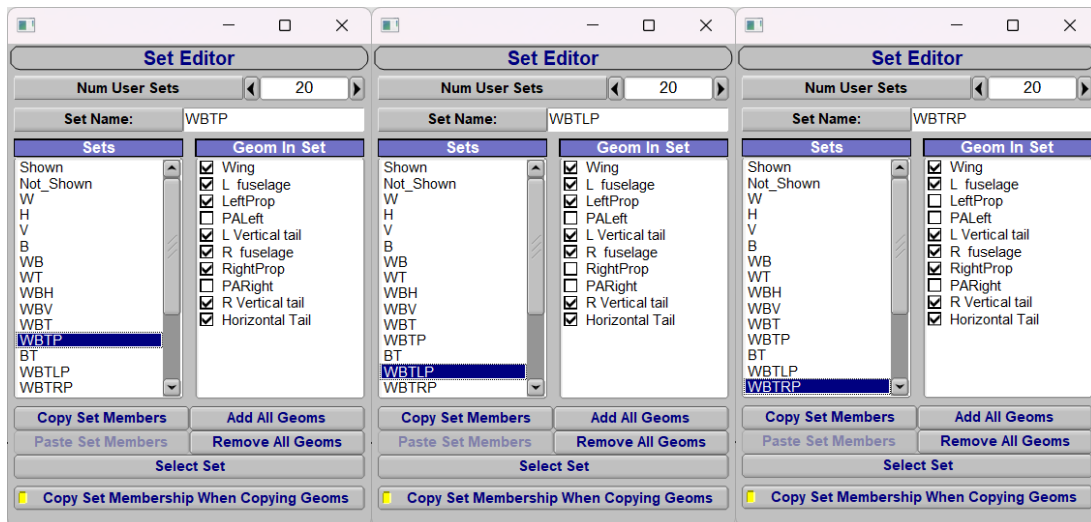 Set Editor
Num User Sets 20
Set Name: WBTP
Sets Geom In Set
Shown
Not_Shown
W
H
V
B
WB
WT
WBH
WBV
WBT
WBTP
BT
WBTLP
WBTRP
Wing
L fuselage
LeftProp
PALeft
L Vertical tail
R fuselage
RightProp
PARight
R Vertical tail
Horizontal Tail
Copy Set Members Add All Geoms
Paste Set Members Remove All Geoms
Select Set
Copy Set Membership When Copying Geoms
Set Editor
Num User Sets 20
Set Name: WBTLP
Sets Geom In Set
Shown
Not_Shown
W
H
V
B
WB
WT
WBH
WBV
WBT
WBTP
BT
WBTLP
WBTRP
Wing
L fuselage
LeftProp
PALeft
L Vertical tail
R fuselage
RightProp
PARight
R Vertical tail
Horizontal Tail
Copy Set Members Add All Geoms
Paste Set Members Remove All Geoms
Select Set
Copy Set Membership When Copying Geoms
Set Editor
Num User Sets 20
Set Name: WBTRP
Sets Geom In Set
Shown
Not_Shown
W
H
V
B
WB
WT
WBH
WBV
WBT
WBTP
BT
WBTLP
WBTRP
Wing
L fuselage
LeftProp
PALeft
L Vertical tail
R fuselage
RightProp
PARight
R Vertical tail
Horizontal Tail
Copy Set Members Add All Geoms
Paste Set Members Remove All Geoms
Select Set
Copy Set Membership When Copying Geoms